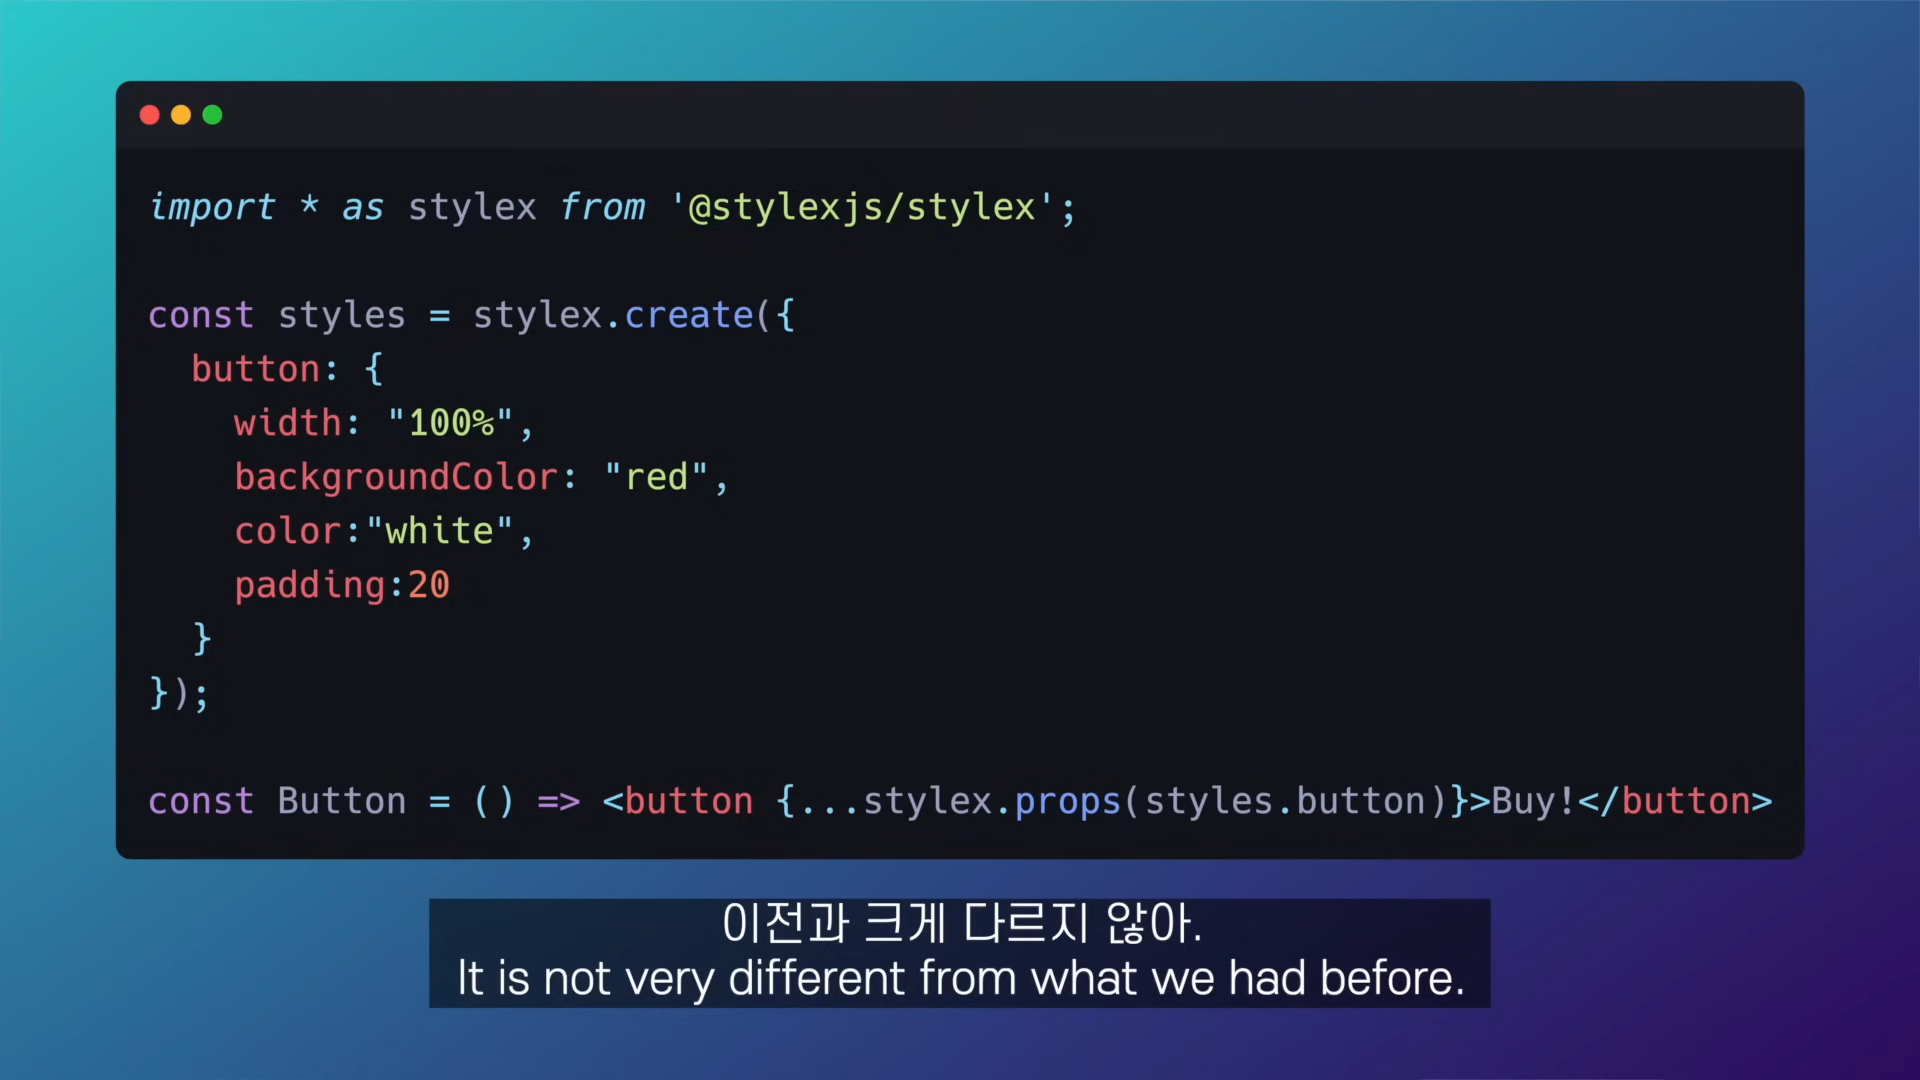 import * as stylex from '@stylexjs/stylex';
const styles = stylex.create({
  button: {
    width: "100%",
    backgroundColor: "red",
    color:"white",
    padding:20
  }
});
const Button = () => <button {...stylex.props(styles.button)}>Buy!</button>
이전과 크게 다르지 않아.
It is not very different from what we had before.